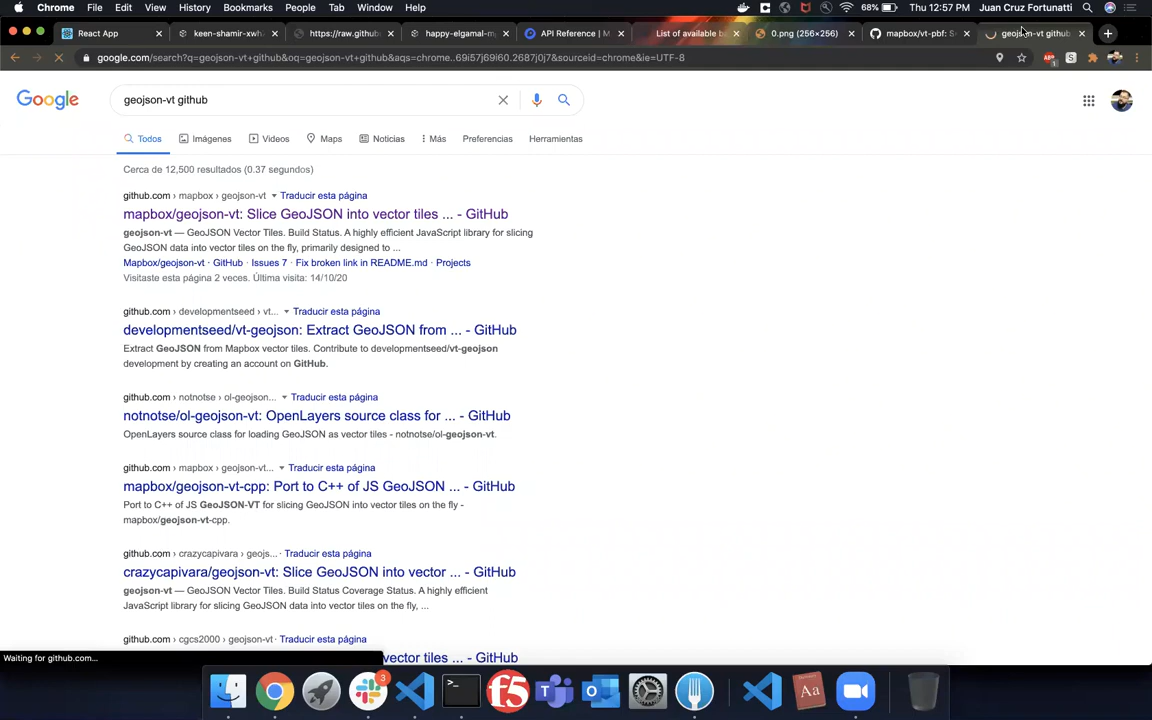 Chrome File Edit View History Bookmarks People Tab Window Help 68% Thu 12:57 PM Juan Cruz Fortunatti
React App keen-shamir-xwh https://raw.githubu happy-elgamal-m API Reference | M List of available ba 0.png (256×256) mapbox/vt-pbf: S geojson-vt github
google.com/search?q=geojson-vt+github&oq=geojson-vt+github&aqs=chrome..69i57j69i60.2687j0j7&sourceid=chrome&ie=UTF-8
Google geojson-vt github
Todos Imágenes Videos Maps Noticias Más Preferencias Herramientas
Cerca de 12,500 resultados (0.37 segundos)
github.com › mapbox › geojson-vt Traducir esta página
mapbox/geojson-vt: Slice GeoJSON into vector tiles ... - GitHub
geojson-vt — GeoJSON Vector Tiles. Build Status. A highly efficient JavaScript library for slicing
GeoJSON data into vector tiles on the fly, primarily designed to ...
Mapbox/geojson-vt · GitHub · Issues 7 · Fix broken link in README.md · Projects
Visitaste esta página 2 veces. Última visita: 14/10/20
github.com › developmentseed › vt... Traducir esta página
developmentseed/vt-geojson: Extract GeoJSON from ... - GitHub
Extract GeoJSON from Mapbox vector tiles. Contribute to developmentseed/vt-geojson
development by creating an account on GitHub.
github.com › notnotse › ol-geojson... Traducir esta página
notnotse/ol-geojson-vt: OpenLayers source class for ... - GitHub
OpenLayers source class for loading GeoJSON as vector tiles - notnotse/ol-geojson-vt.
github.com › mapbox › geojson-vt... Traducir esta página
mapbox/geojson-vt-cpp: Port to C++ of JS GeoJSON ... - GitHub
Port to C++ of JS GeoJSON-VT for slicing GeoJSON into vector tiles on the fly -
mapbox/geojson-vt-cpp.
github.com › crazycapivara › geojs... · Traducir esta página
crazycapivara/geojson-vt: Slice GeoJSON into vector ... - GitHub
geojson-vt — GeoJSON Vector Tiles. Build Status Coverage Status. A highly efficient
JavaScript library for slicing GeoJSON data into vector tiles on the fly, ...
github.com › cgcs2000 › geojson-vt · Traducir esta página
vector tiles ... - GitHub
Waiting for github.com...
3
>_
f5
T
O
Aa